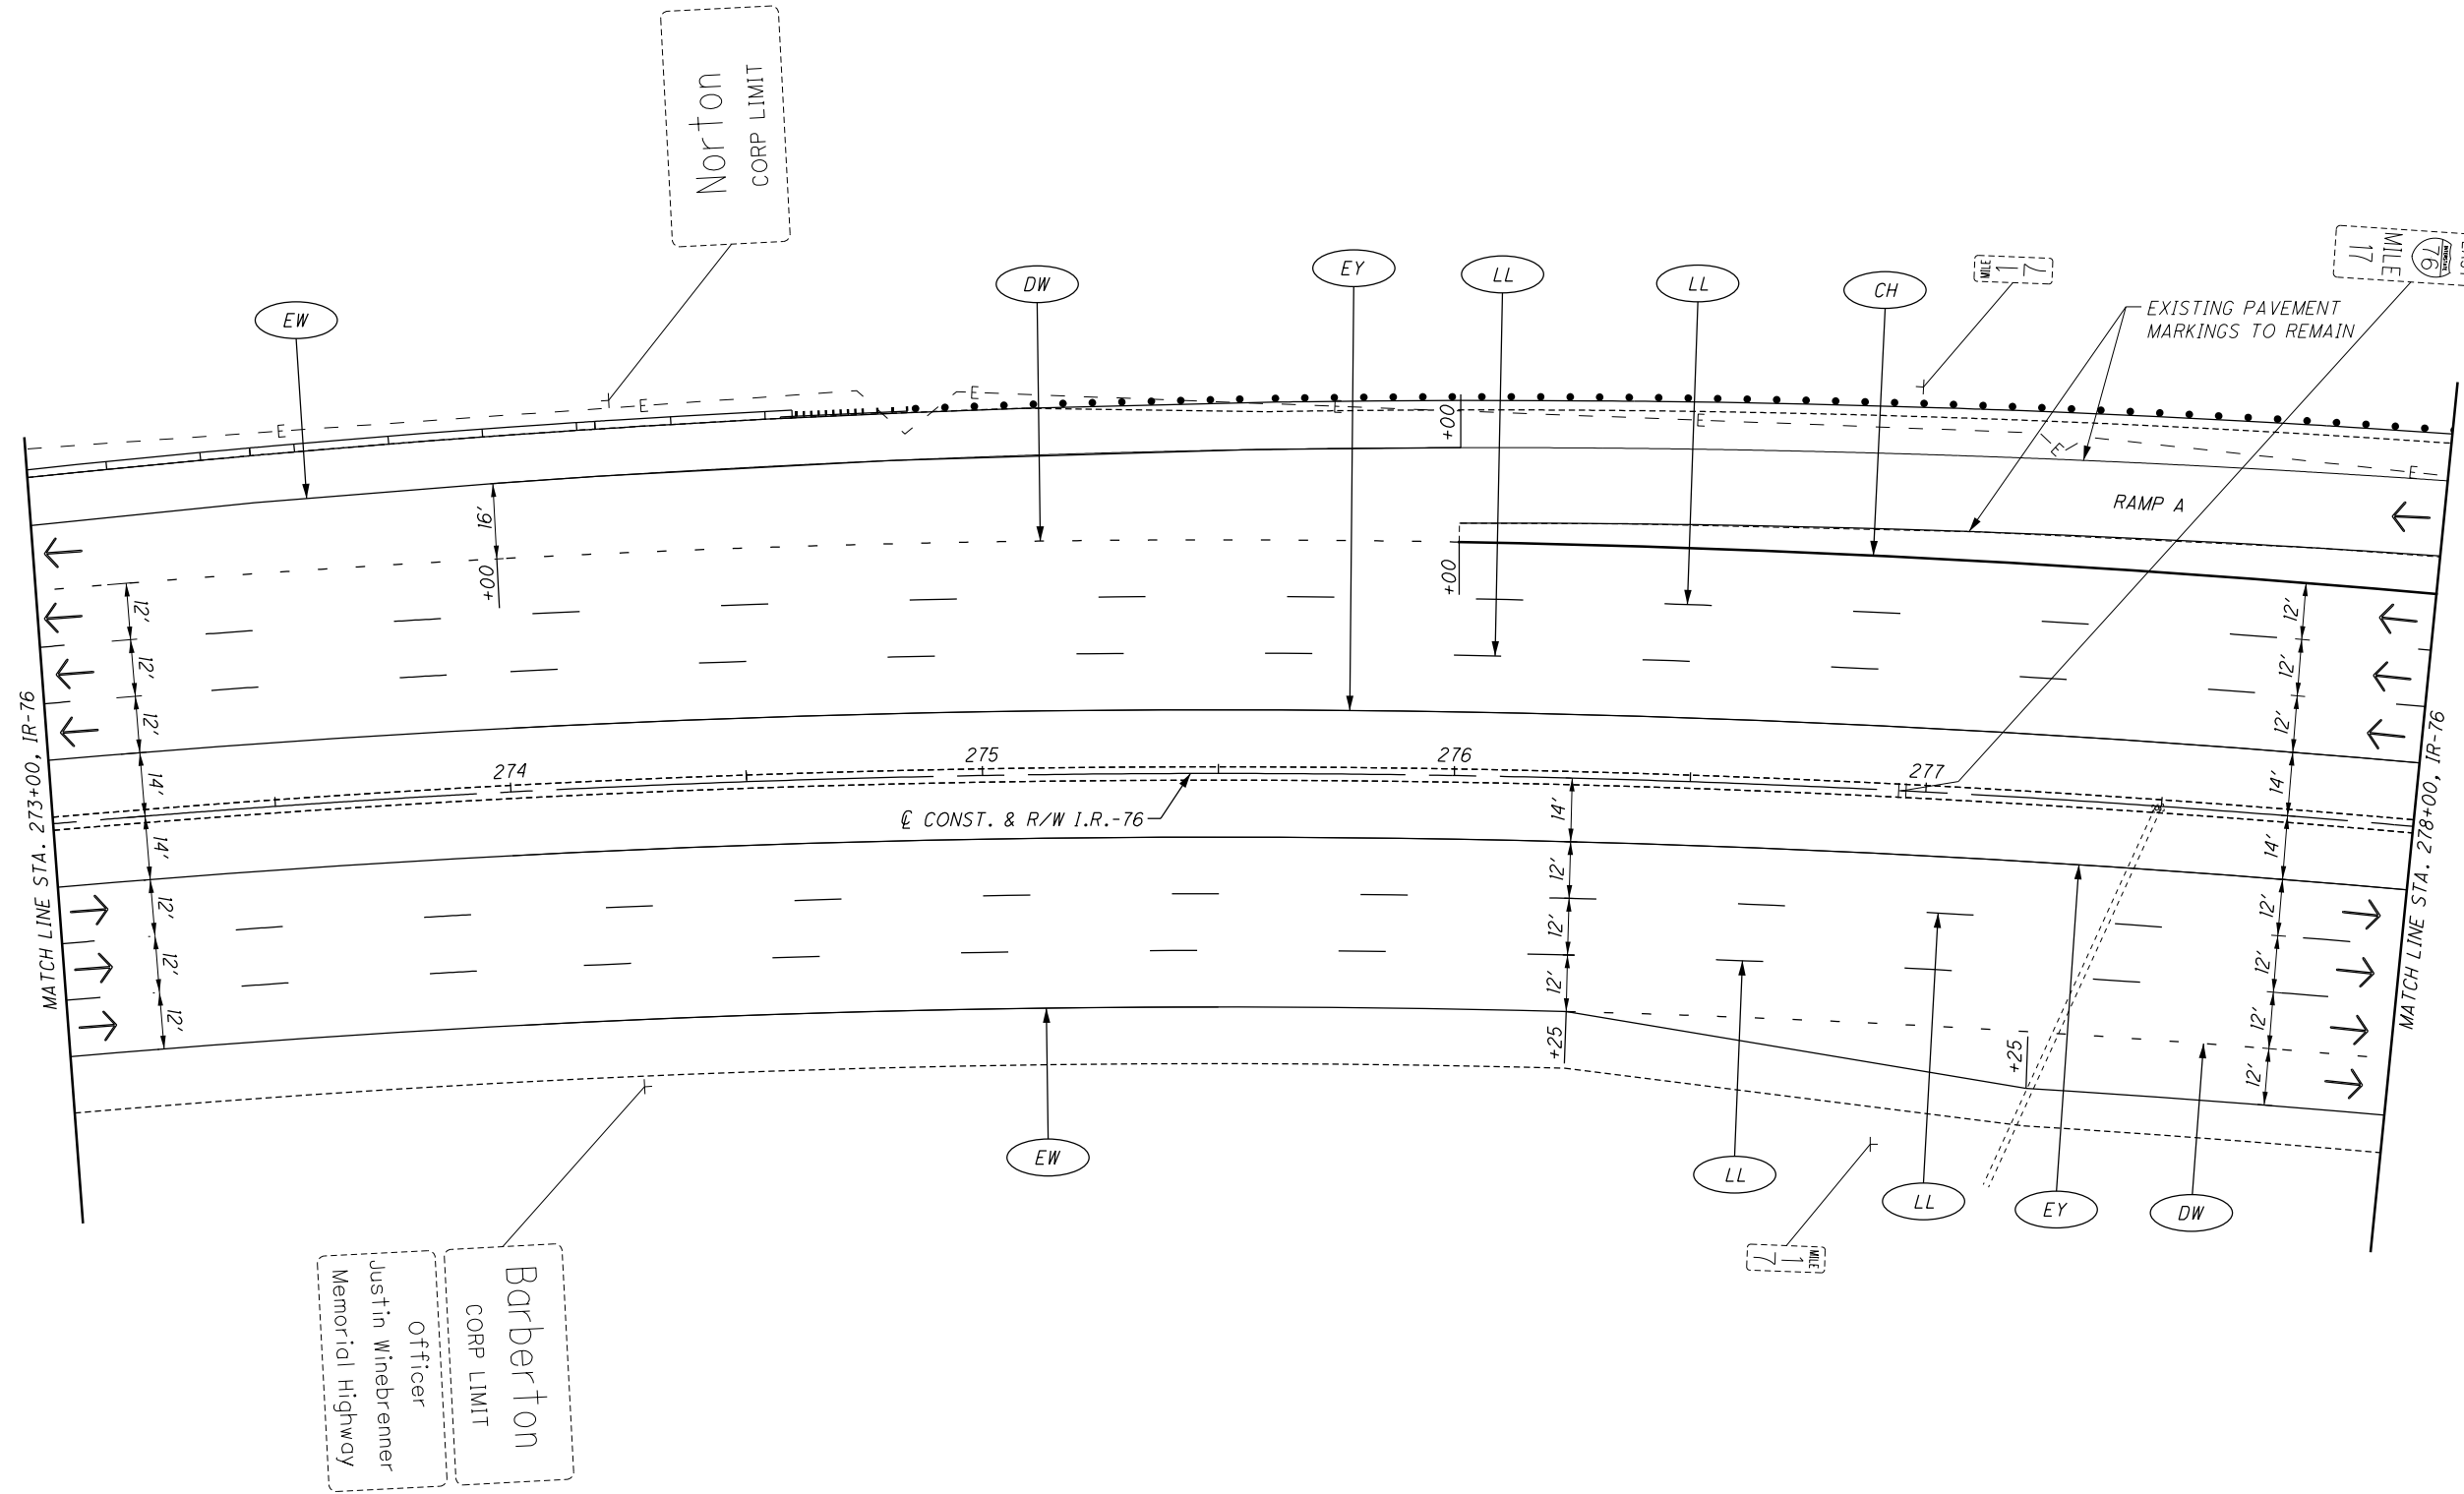 Norton
CORP LIMIT
EW
DW
EY
LL
LL
CH
MILE
17
76
MILE
17
EXISTING PAVEMENT
MARKINGS TO REMAIN
E
E
E
E
E
E
E
+00
16'
+00
+00
RAMP A
12'
12'
12'
14'
14'
12'
12'
12'
12'
12'
12'
14'
14'
12'
12'
12'
12'
274
275
276
277
℄ CONST. & R/W I.R.-76
14'
12'
12'
12'
+25
+25
MATCH LINE STA. 273+00, IR-76
MATCH LINE STA. 278+00, IR-76
EW
LL
LL
EY
DW
MILE
17
Barberton
CORP LIMIT
Officer
Justin Winebrenner
Memorial Highway